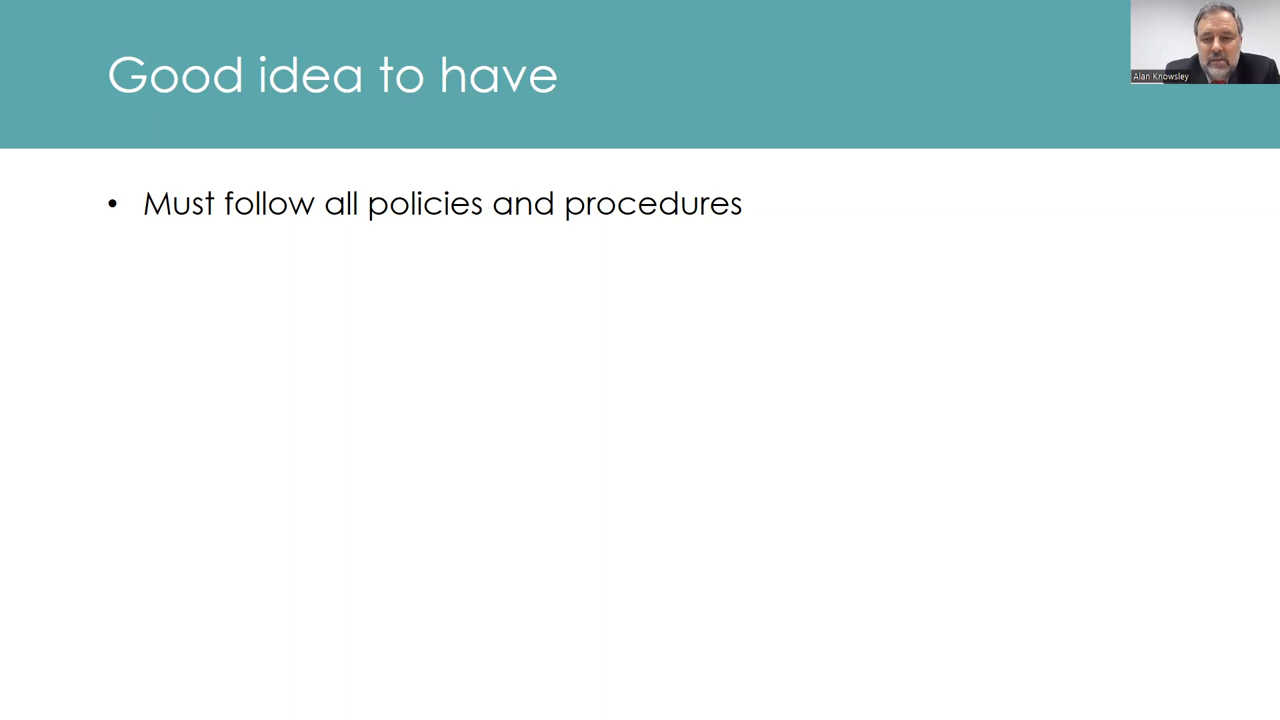 Good idea to have
Alan Knowsley
• Must follow all policies and procedures